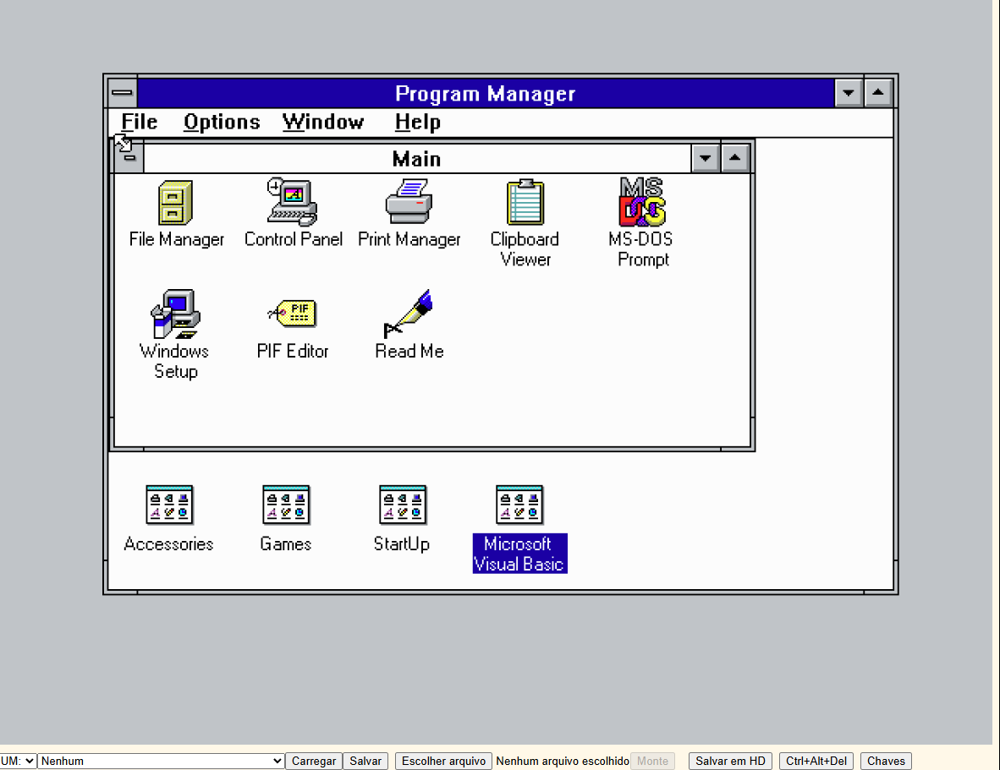 Program Manager
File Options Window Help
Main
File Manager
Control Panel
Print Manager
Clipboard
Viewer
MS
DOS
MS-DOS
Prompt
Windows
Setup
PIF
PIF Editor
Read Me
Accessories
Games
StartUp
Microsoft
Visual Basic
UM: Nenhum Carregar Salvar Escolher arquivo Nenhum arquivo escolhido Monte Salvar em HD Ctrl+Alt+Del Chaves